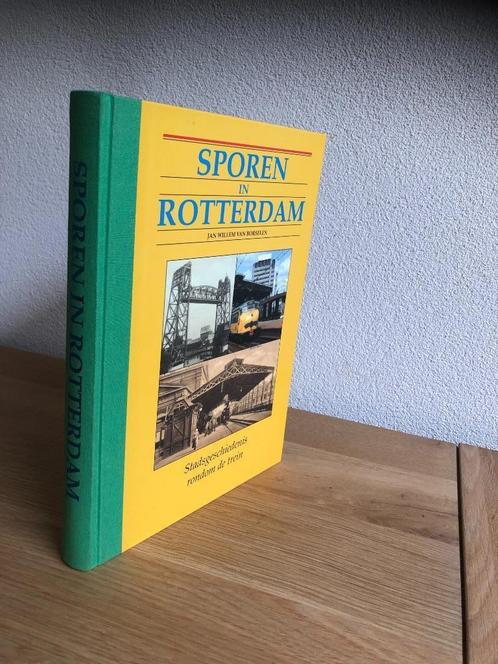 SPOREN IN ROTTERDAM
SPOREN
IN
ROTTERDAM
JAN WILLEM VAN BORSELEN
Stadsgeschiedenis
rondom de trein